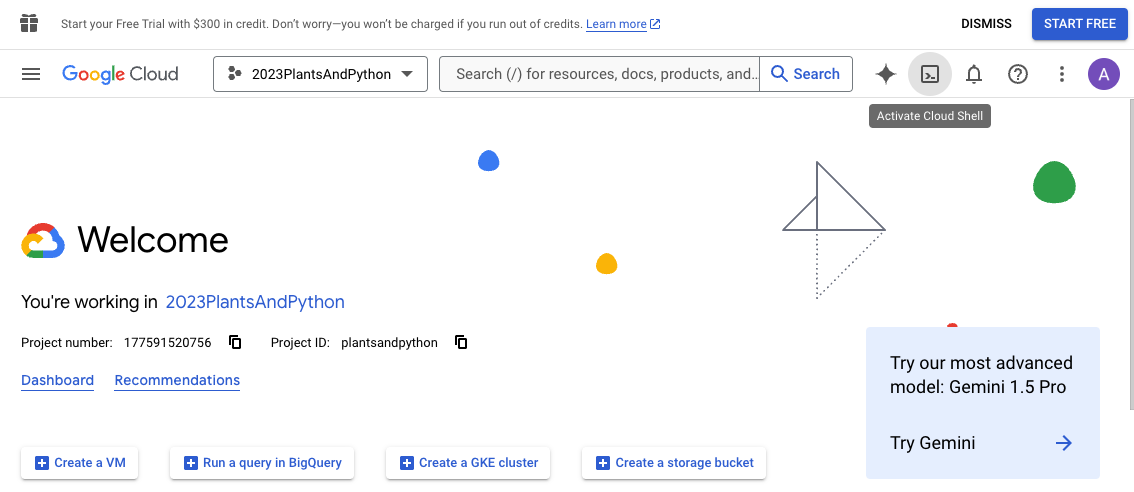 Start your Free Trial with $300 in credit. Don't worry—you won't be charged if you run out of credits. Learn more
DISMISS
START FREE
Google Cloud
2023PlantsAndPython
Search (/) for resources, docs, products, and...
Search
A
Activate Cloud Shell
Welcome
You're working in 2023PlantsAndPython
Project number: 177591520756 Project ID: plantsandpython
Dashboard Recommendations
Try our most advanced
model: Gemini 1.5 Pro
Try Gemini
Create a VM
Run a query in BigQuery
Create a GKE cluster
Create a storage bucket